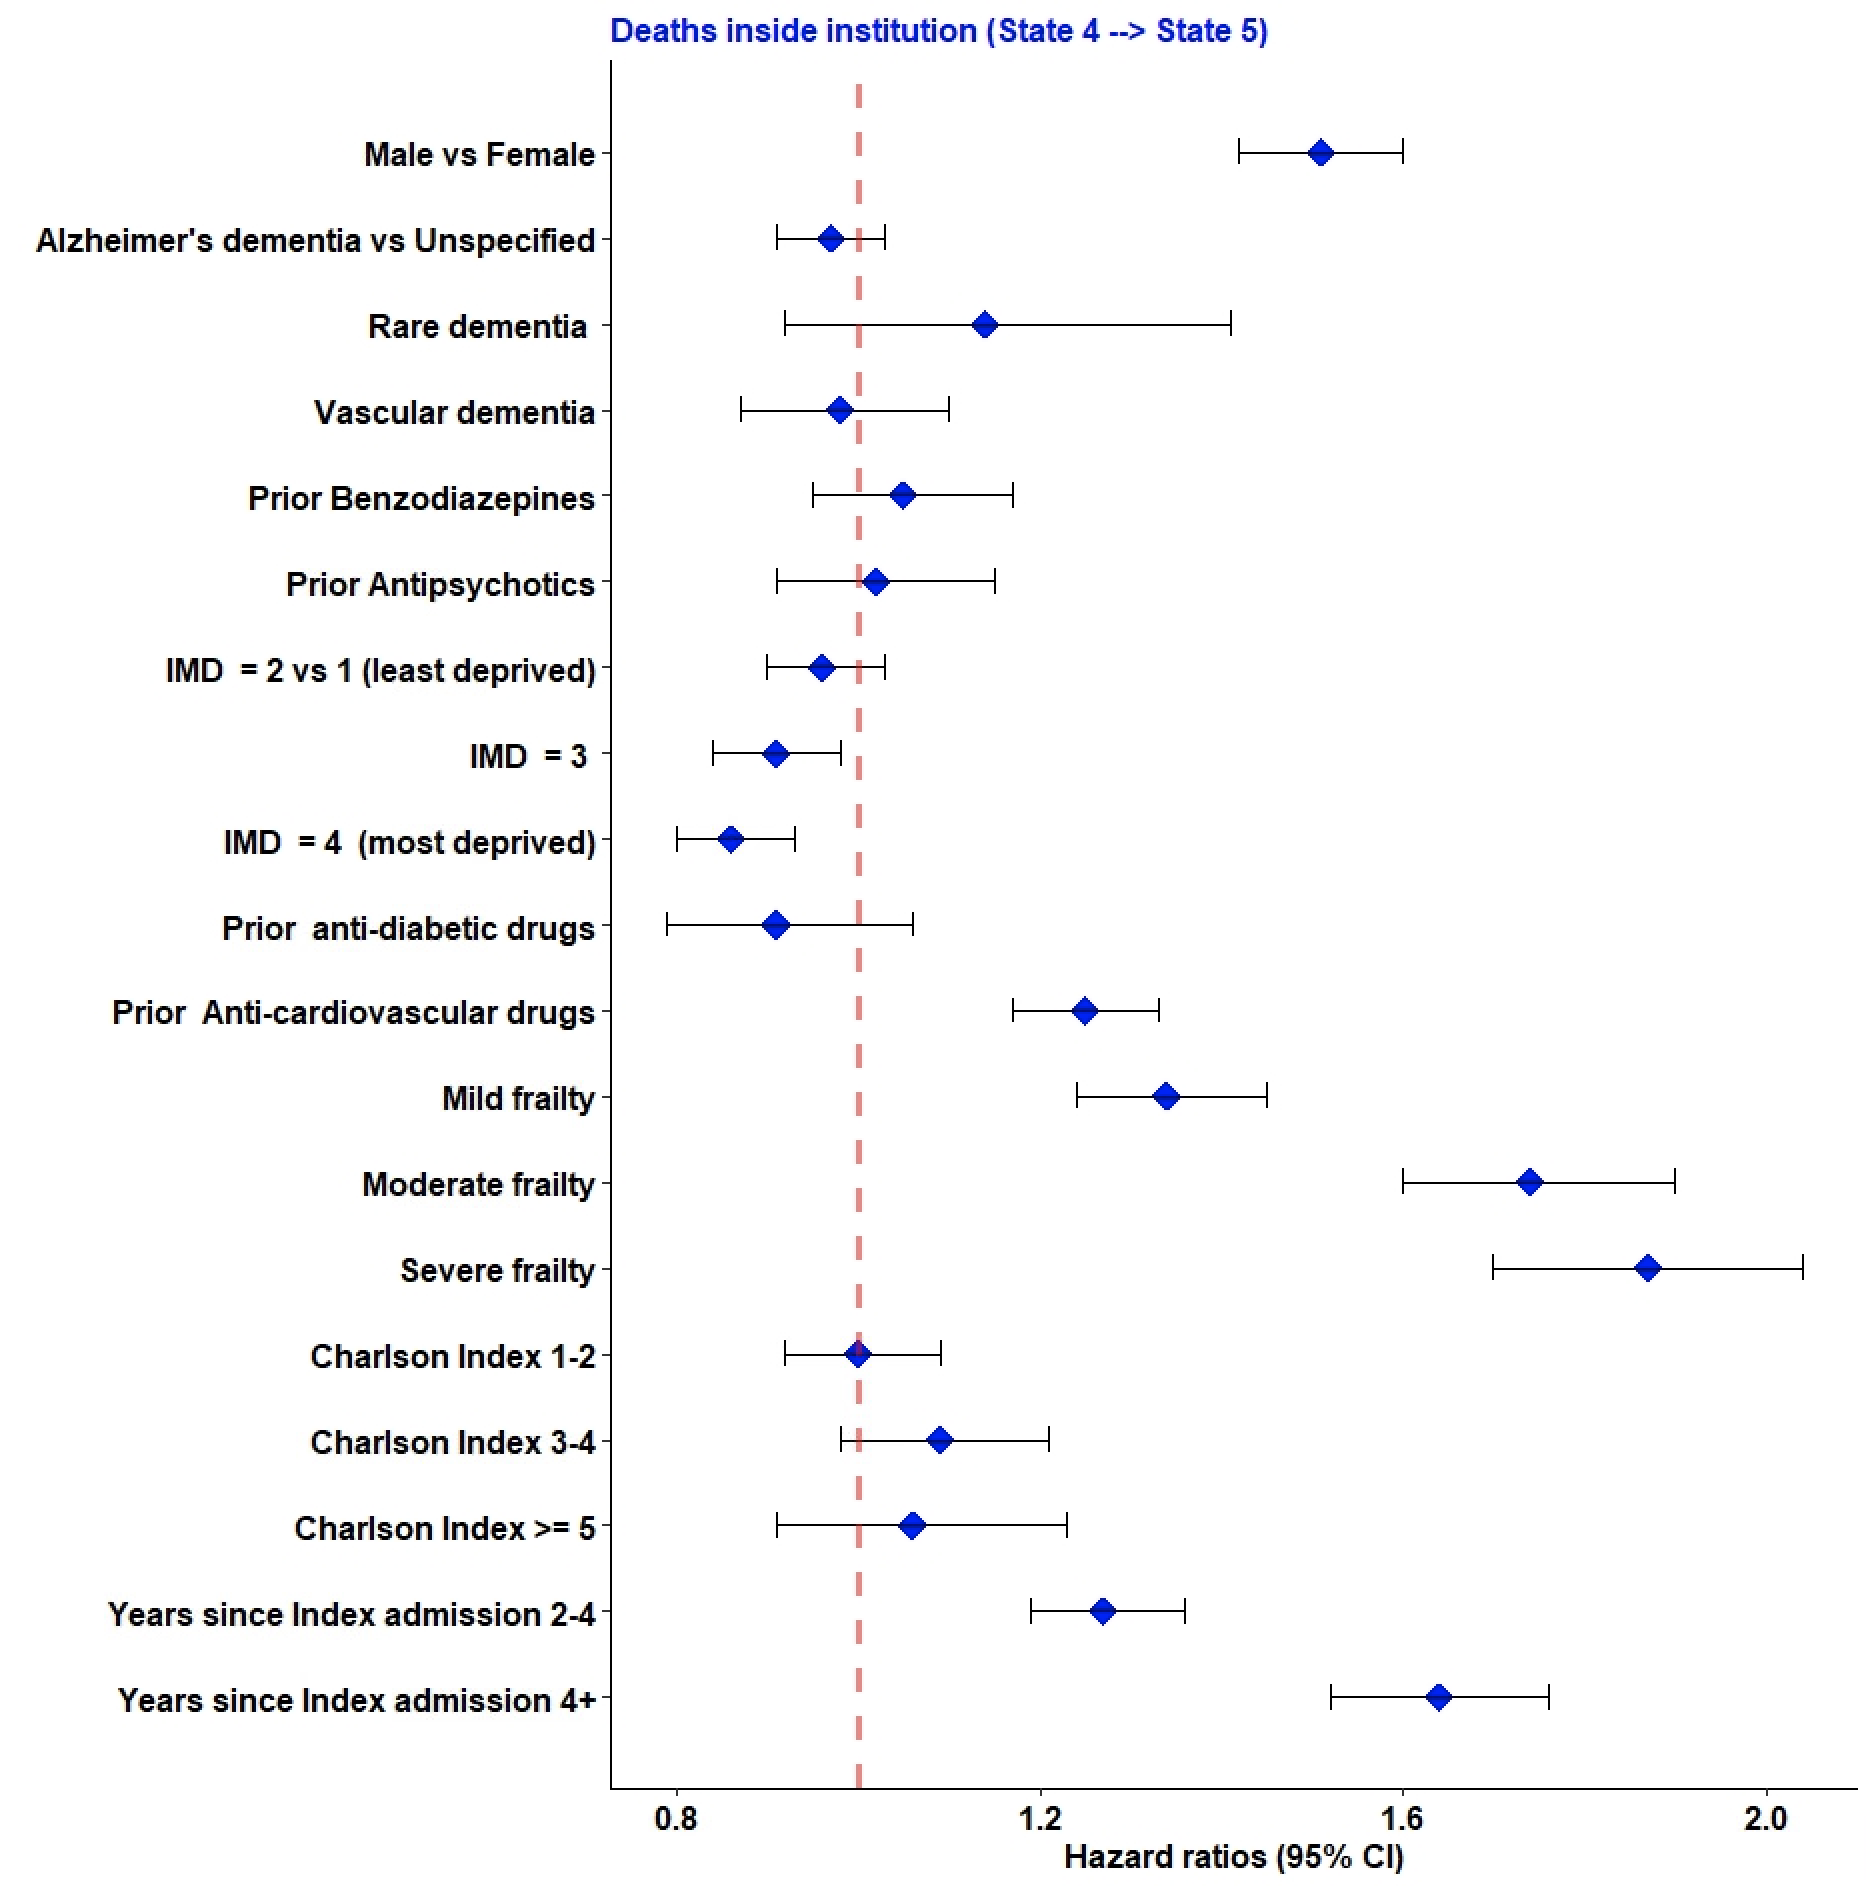 Deaths inside institution (State 4 --> State 5)
Male vs Female
Alzheimer's dementia vs Unspecified
Rare dementia
Vascular dementia
Prior Benzodiazepines
Prior Antipsychotics
IMD  = 2 vs 1 (least deprived)
IMD  = 3
IMD  = 4  (most deprived)
Prior  anti-diabetic drugs
Prior  Anti-cardiovascular drugs
Mild frailty
Moderate frailty
Severe frailty
Charlson Index 1-2
Charlson Index 3-4
Charlson Index >= 5
Years since Index admission 2-4
Years since Index admission 4+
0.8 1.2 1.6 2.0
Hazard ratios (95% CI)